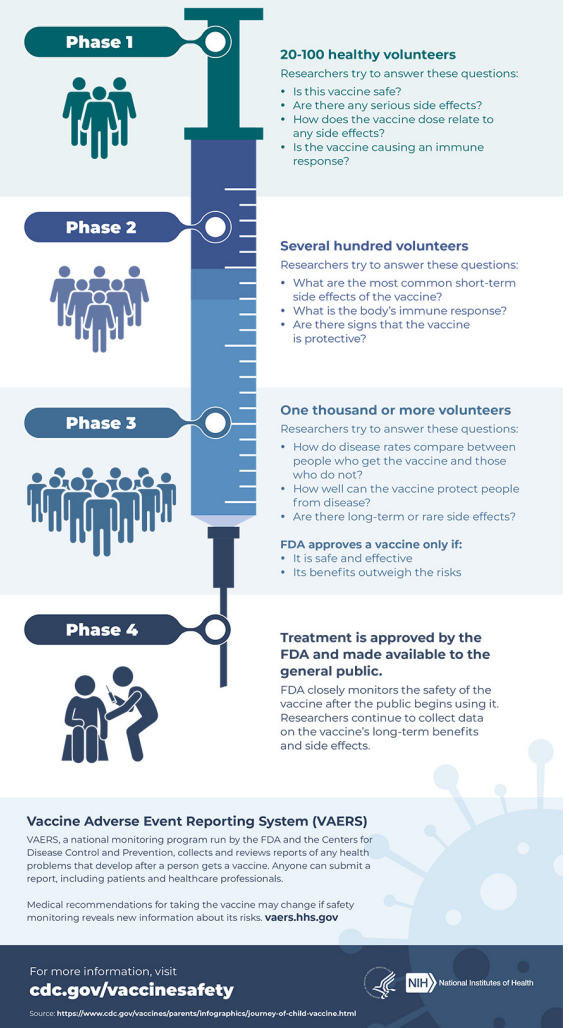 Phase 1
20-100 healthy volunteers
Researchers try to answer these questions:
• Is this vaccine safe?
• Are there any serious side effects?
• How does the vaccine dose relate to
any side effects?
• Is the vaccine causing an immune
response?
Phase 2
Several hundred volunteers
Researchers try to answer these questions:
• What are the most common short-term
side effects of the vaccine?
• What is the body's immune response?
• Are there signs that the vaccine
is protective?
Phase 3
One thousand or more volunteers
Researchers try to answer these questions:
• How do disease rates compare between
people who get the vaccine and those
who do not?
• How well can the vaccine protect people
from disease?
• Are there long-term or rare side effects?
FDA approves a vaccine only if:
• It is safe and effective
• Its benefits outweigh the risks
Phase 4
Treatment is approved by the
FDA and made available to the
general public.
FDA closely monitors the safety of the
vaccine after the public begins using it.
Researchers continue to collect data
on the vaccine's long-term benefits
and side effects.
Vaccine Adverse Event Reporting System (VAERS)
VAERS, a national monitoring program run by the FDA and the Centers for
Disease Control and Prevention, collects and reviews reports of any health
problems that develop after a person gets a vaccine. Anyone can submit a
report, including patients and healthcare professionals.
Medical recommendations for taking the vaccine may change if safety
monitoring reveals new information about its risks. vaers.hhs.gov
For more information, visit
cdc.gov/vaccinesafety
NIH National Institutes of Health
Source: https://www.cdc.gov/vaccines/parents/infographics/journey-of-child-vaccine.html